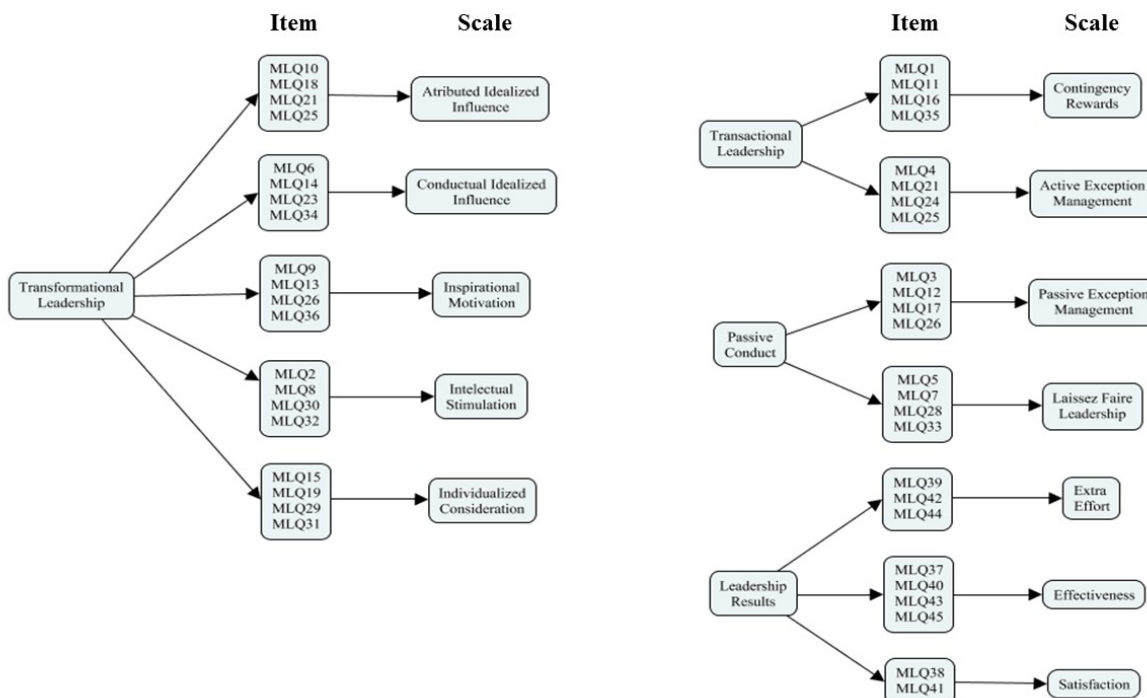 Item
Scale
Transformational
Leadership
MLQ10
MLQ18
MLQ21
MLQ25
Atributed Idealized
Influence
MLQ6
MLQ14
MLQ23
MLQ34
Conductual Idealized
Influence
MLQ9
MLQ13
MLQ26
MLQ36
Inspirational
Motivation
MLQ2
MLQ8
MLQ30
MLQ32
Intelectual
Stimulation
MLQ15
MLQ19
MLQ29
MLQ31
Individualized
Consideration
Item
Scale
Transactional
Leadership
MLQ1
MLQ11
MLQ16
MLQ35
Contingency
Rewards
MLQ4
MLQ21
MLQ24
MLQ25
Active Exception
Management
Passive
Conduct
MLQ3
MLQ12
MLQ17
MLQ26
Passive Exception
Management
MLQ5
MLQ7
MLQ28
MLQ33
Laissez Faire
Leadership
Leadership
Results
MLQ39
MLQ42
MLQ44
Extra
Effort
MLQ37
MLQ40
MLQ43
MLQ45
Effectiveness
MLQ38
MLQ41
Satisfaction